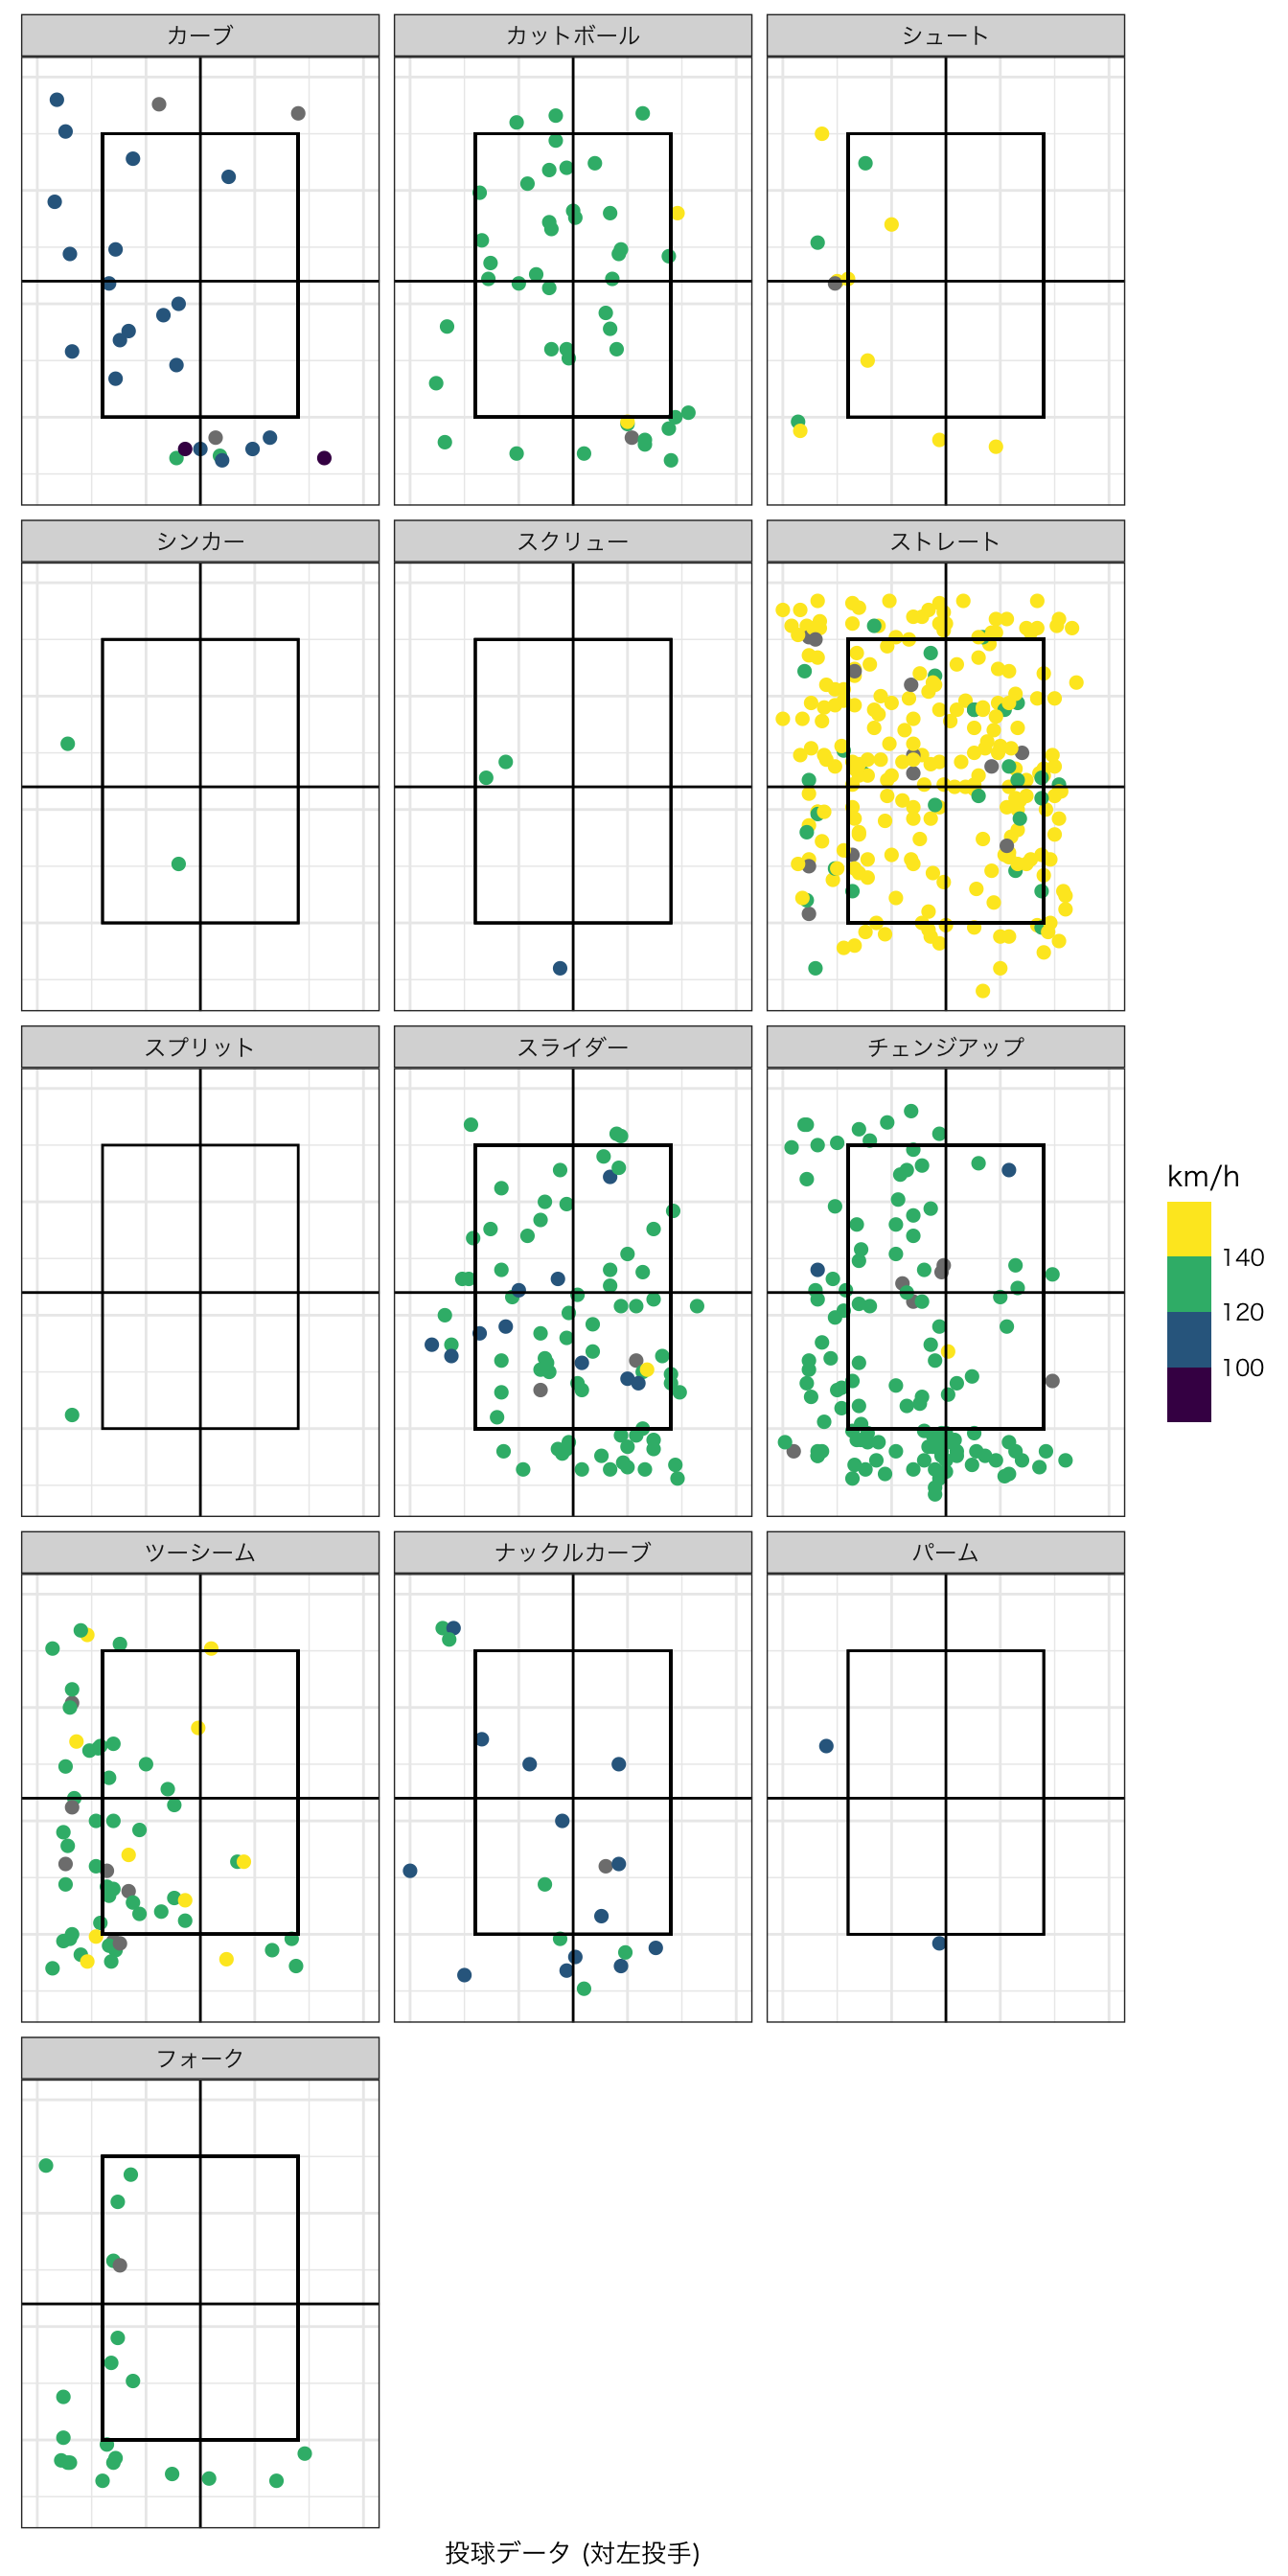 カーブ
カットボール
シュート
シンカー
スクリュー
ストレート
スプリット
スライダー
チェンジアップ
km/h
140
120
100
ツーシーム
ナックルカーブ
パーム
フォーク
投球データ (対左投手)